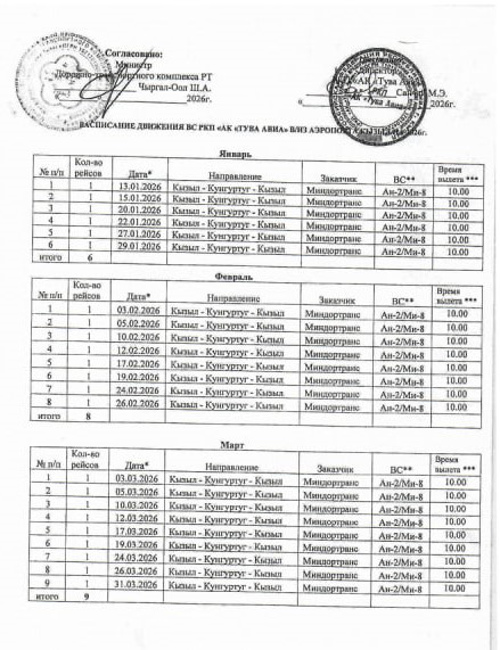 Согласовано:
Министр
Дорожно-транспортного комплекса РТ
Чыргал-Оол Ш.А.
2026г.
Директор
«АК «Тува
М.Э.
2026г.
РАСПИСАНИЕ ДВИЖЕНИЯ ВС РКП «АК «ТУВА АВИА» В/ИЗ АЭРОПОРТА КЫЗЫЛ НА 2026г.
Январь
№ п/п Кол-во рейсов Дата* Направление Заказчик ВС** Время вылета ***
1 1 13.01.2026 Кызыл - Кунгуртуг - Кызыл Миндортранс Ан-2/Ми-8 10.00
2 1 15.01.2026 Кызыл - Кунгуртуг - Кызыл Миндортранс Ан-2/Ми-8 10.00
3 1 20.01.2026 Кызыл - Кунгуртуг - Кызыл Миндортранс Ан-2/Ми-8 10.00
4 1 22.01.2026 Кызыл - Кунгуртуг - Кызыл Миндортранс Ан-2/Ми-8 10.00
5 1 27.01.2026 Кызыл - Кунгуртуг - Кызыл Миндортранс Ан-2/Ми-8 10.00
6 1 29.01.2026 Кызыл - Кунгуртуг - Кызыл Миндортранс Ан-2/Ми-8 10.00
итого 6
Февраль
№ п/п Кол-во рейсов Дата* Направление Заказчик ВС** Время вылета ***
1 1 03.02.2026 Кызыл - Кунгуртуг - Кызыл Миндортранс Ан-2/Ми-8 10.00
2 1 05.02.2026 Кызыл - Кунгуртуг - Кызыл Миндортранс Ан-2/Ми-8 10.00
3 1 10.02.2026 Кызыл - Кунгуртуг - Кызыл Миндортранс Ан-2/Ми-8 10.00
4 1 12.02.2026 Кызыл - Кунгуртуг - Кызыл Миндортранс Ан-2/Ми-8 10.00
5 1 17.02.2026 Кызыл - Кунгуртуг - Кызыл Миндортранс Ан-2/Ми-8 10.00
6 1 19.02.2026 Кызыл - Кунгуртуг - Кызыл Миндортранс Ан-2/Ми-8 10.00
7 1 24.02.2026 Кызыл - Кунгуртуг - Кызыл Миндортранс Ан-2/Ми-8 10.00
8 1 26.02.2026 Кызыл - Кунгуртуг - Кызыл Миндортранс Ан-2/Ми-8 10.00
итого 8
Март
№ п/п Кол-во рейсов Дата* Направление Заказчик ВС** Время вылета ***
1 1 03.03.2026 Кызыл - Кунгуртуг - Кызыл Миндортранс Ан-2/Ми-8 10.00
2 1 05.03.2026 Кызыл - Кунгуртуг - Кызыл Миндортранс Ан-2/Ми-8 10.00
3 1 10.03.2026 Кызыл - Кунгуртуг - Кызыл Миндортранс Ан-2/Ми-8 10.00
4 1 12.03.2026 Кызыл - Кунгуртуг - Кызыл Миндортранс Ан-2/Ми-8 10.00
5 1 17.03.2026 Кызыл - Кунгуртуг - Кызыл Миндортранс Ан-2/Ми-8 10.00
6 1 19.03.2026 Кызыл - Кунгуртуг - Кызыл Миндортранс Ан-2/Ми-8 10.00
7 1 24.03.2026 Кызыл - Кунгуртуг - Кызыл Миндортранс Ан-2/Ми-8 10.00
8 1 26.03.2026 Кызыл - Кунгуртуг - Кызыл Миндортранс Ан-2/Ми-8 10.00
9 1 31.03.2026 Кызыл - Кунгуртуг - Кызыл Миндортранс Ан-2/Ми-8 10.00
итого 9